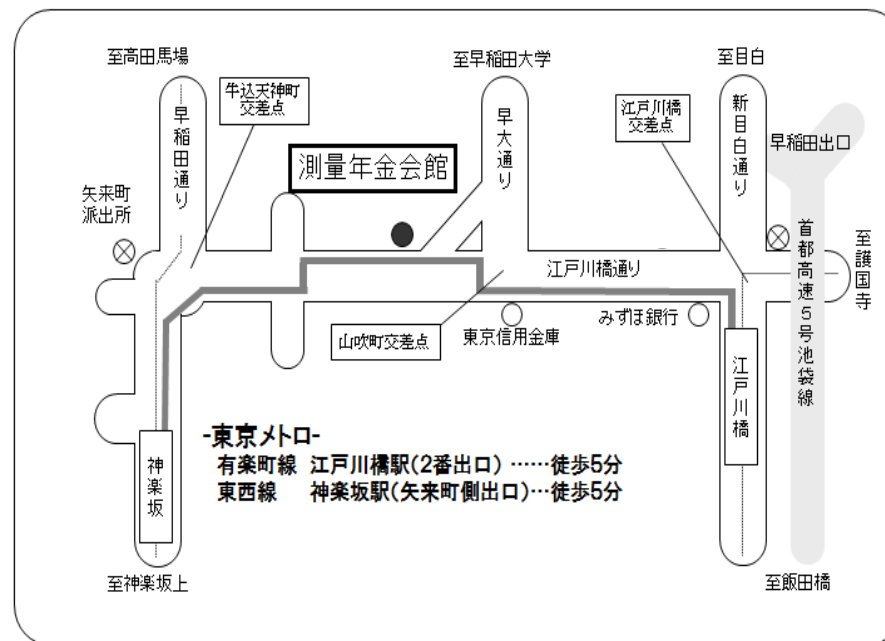 至高田馬場
至早稲田大学
至目白
牛込天神町
交差点
江戸川橋
交差点
早稲田通り
早大通り
新目白通り
早稲田出口
測量年金会館
矢来町
派出所
首都高速5号池袋線
至護国寺
江戸川橋通り
山吹町交差点
東京信用金庫
みずほ銀行
江戸川橋
神楽坂
-東京メトロ-
有楽町線 江戸川橋駅(2番出口) ……徒歩5分
東西線 神楽坂駅(矢来町側出口)…徒歩5分
至神楽坂上
至飯田橋